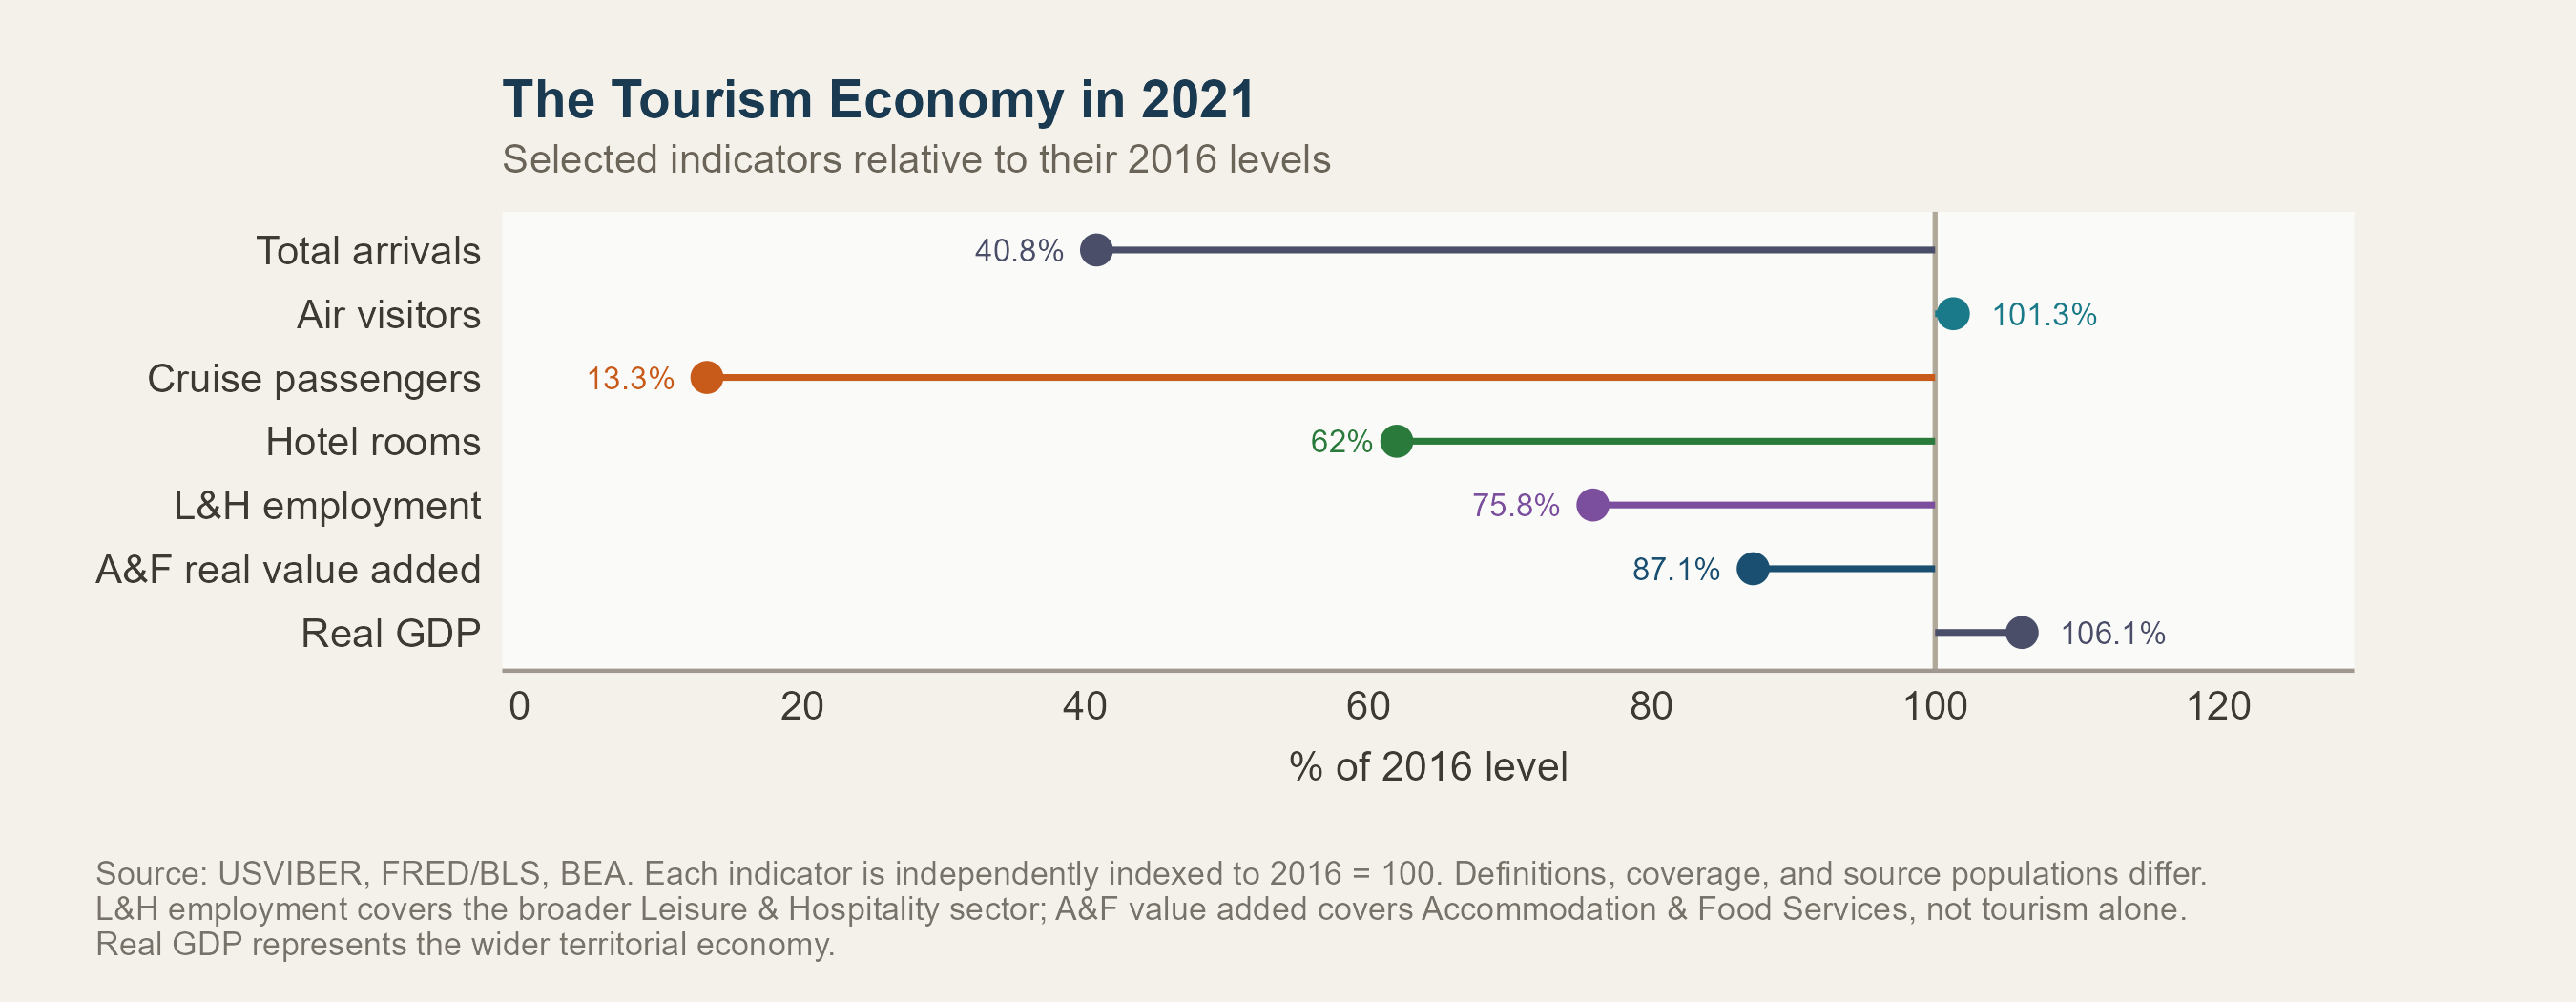 The Tourism Economy in 2021
Selected indicators relative to their 2016 levels
Total arrivals 40.8%
Air visitors 101.3%
Cruise passengers 13.3%
Hotel rooms 62%
L&H employment 75.8%
A&F real value added 87.1%
Real GDP 106.1%
0 20 40 60 80 100 120
% of 2016 level
Source: USVIBER, FRED/BLS, BEA. Each indicator is independently indexed to 2016 = 100. Definitions, coverage, and source populations differ.
L&H employment covers the broader Leisure & Hospitality sector; A&F value added covers Accommodation & Food Services, not tourism alone.
Real GDP represents the wider territorial economy.